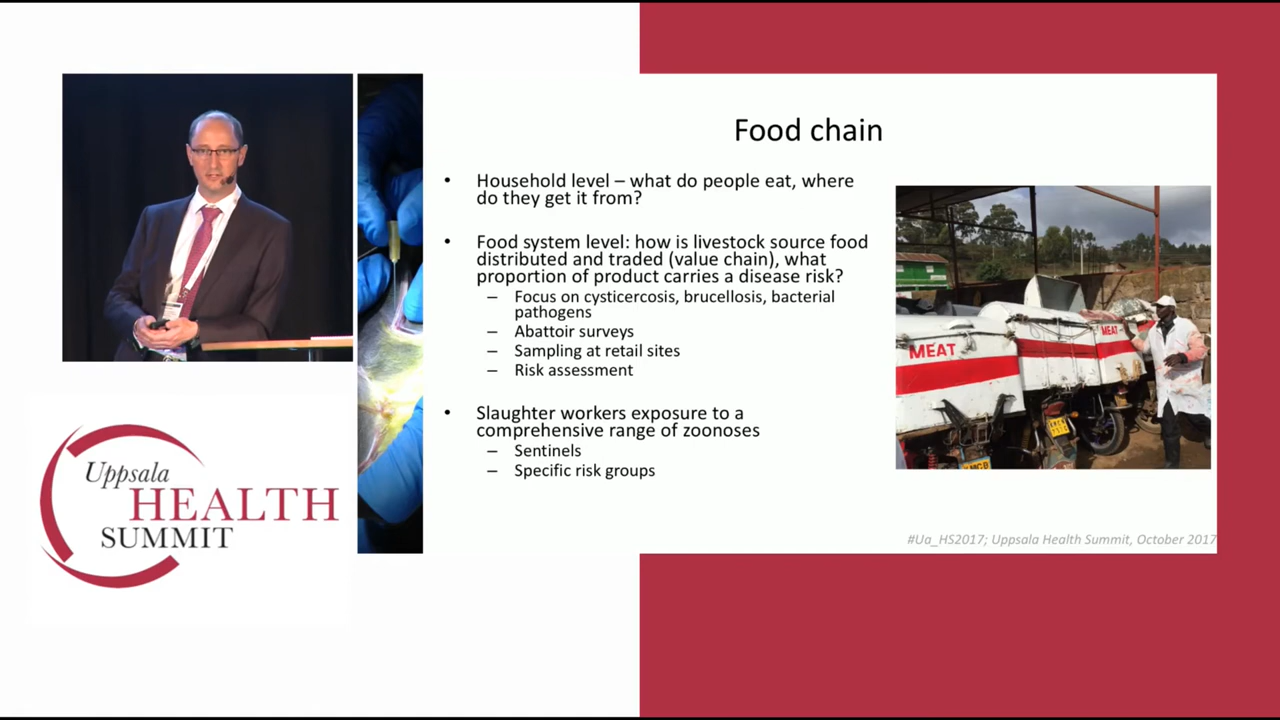 Food chain
• Household level – what do people eat, where
do they get it from?
• Food system level: how is livestock source food
distributed and traded (value chain), what
proportion of product carries a disease risk?
– Focus on cysticercosis, brucellosis, bacterial
pathogens
– Abattoir surveys
– Sampling at retail sites
– Risk assessment
• Slaughter workers exposure to a
comprehensive range of zoonoses
– Sentinels
– Specific risk groups
MEAT
MEAT
#Ua_HS2017; Uppsala Health Summit, October 2017
Uppsala
HEALTH
SUMMIT